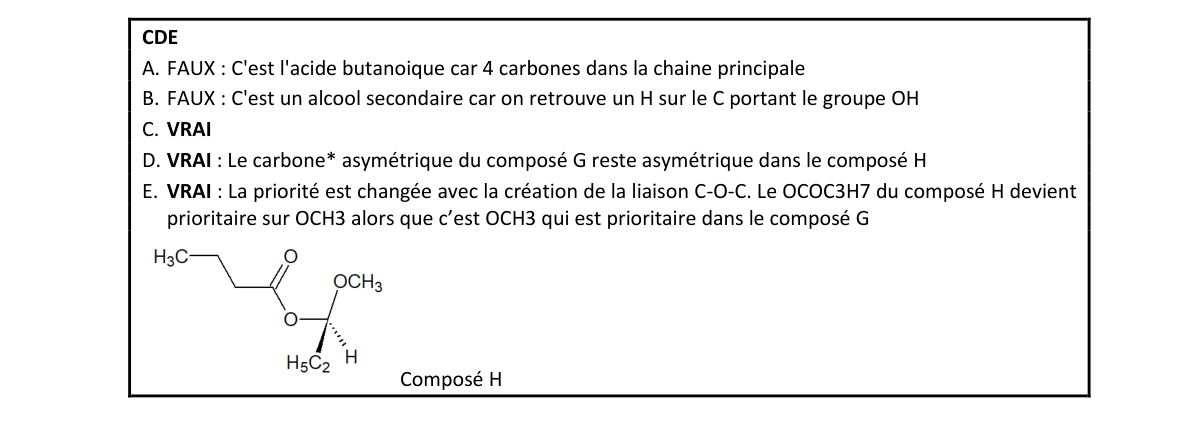 CDE
A. FAUX : C'est l'acide butanoique car 4 carbones dans la chaine principale
B. FAUX : C'est un alcool secondaire car on retrouve un H sur le C portant le groupe OH
C. VRAI
D. VRAI : Le carbone* asymétrique du composé G reste asymétrique dans le composé H
E. VRAI : La priorité est changée avec la création de la liaison C-O-C. Le OCOC3H7 du composé H devient
prioritaire sur OCH3 alors que c’est OCH3 qui est prioritaire dans le composé G
H₃C O
OCH₃
O
H₅C₂ H
Composé H